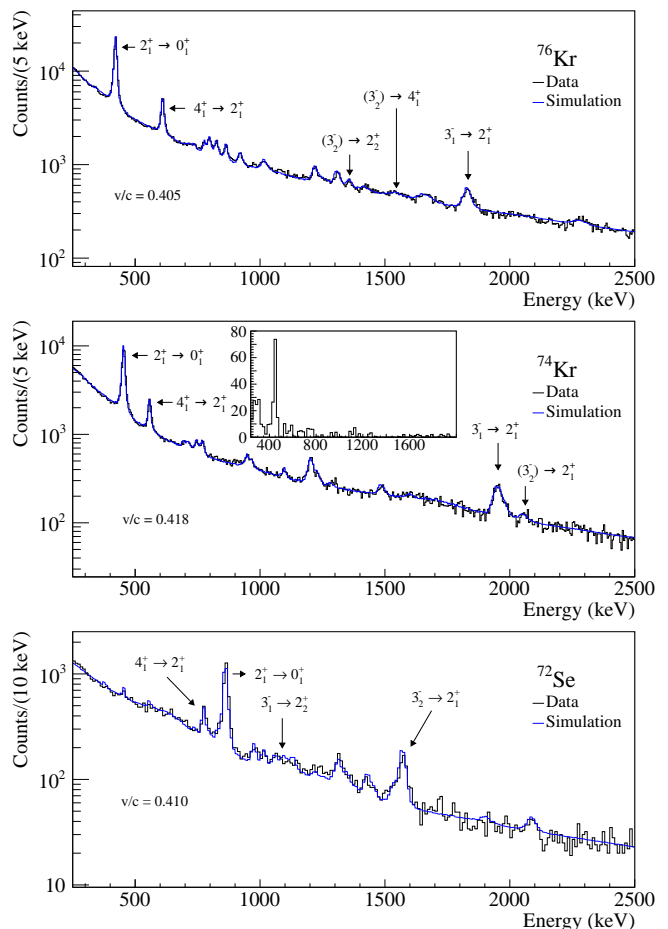 Counts/(5 keV)
10⁴
10³
10²
2₁⁺ → 0₁⁺
4₁⁺ → 2₁⁺
(3₂⁻) → 2₂⁺
(3₂⁻) → 4₁⁺
3₁⁻ → 2₁⁺
⁷⁶Kr
Data
Simulation
v/c = 0.405
500 1000 1500 2000 2500
Energy (keV)
Counts/(5 keV)
10⁴
10³
10²
2₁⁺ → 0₁⁺
4₁⁺ → 2₁⁺
80
60
40
20
0
400 800 1200 1600
3₁⁻ → 2₁⁺
(3₂⁻) → 2₁⁺
⁷⁴Kr
Data
Simulation
v/c = 0.418
500 1000 1500 2000 2500
Energy (keV)
Counts/(10 keV)
10³
10²
10
4₁⁺ → 2₁⁺
2₁⁺ → 0₁⁺
3₁⁻ → 2₂⁺
3₂⁻ → 2₁⁺
⁷²Se
Data
Simulation
v/c = 0.410
500 1000 1500 2000 2500
Energy (keV)